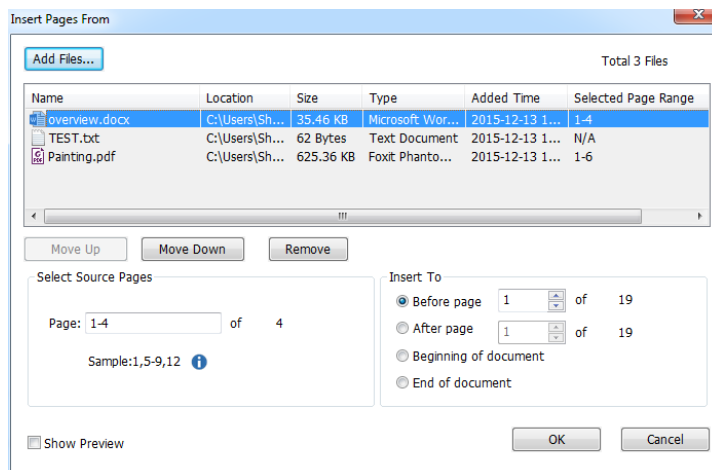 Insert Pages From
Add Files...
Total 3 Files
Name Location Size Type Added Time Selected Page Range
overview.docx C:\Users\Sh... 35.46 KB Microsoft Wor... 2015-12-13 1... 1-4
TEST.txt C:\Users\Sh... 62 Bytes Text Document 2015-12-13 1... N/A
Painting.pdf C:\Users\Sh... 625.36 KB Foxit Phanto... 2015-12-13 1... 1-6
Move Up Move Down Remove
Select Source Pages Insert To
Before page 1 of 19
Page: 1-4 of 4 After page 1 of 19
Sample:1,5-9,12 Beginning of document
End of document
Show Preview OK Cancel